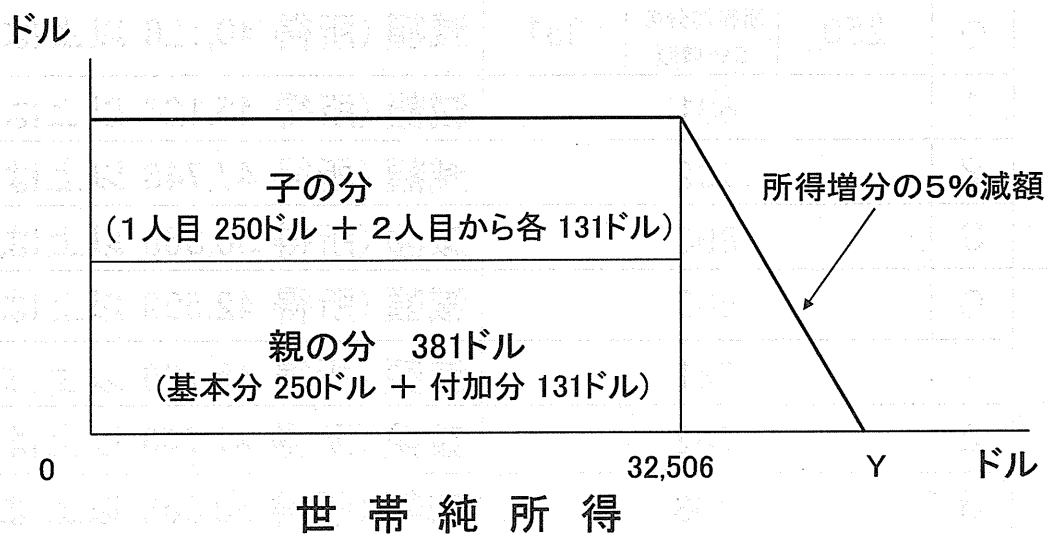 ドル
子の分
(1人目 250ドル + 2人目から各 131ドル)
所得増分の5%減額
親の分 381ドル
(基本分 250ドル + 付加分 131ドル)
0
32,506
Y
ドル
世帯純所得